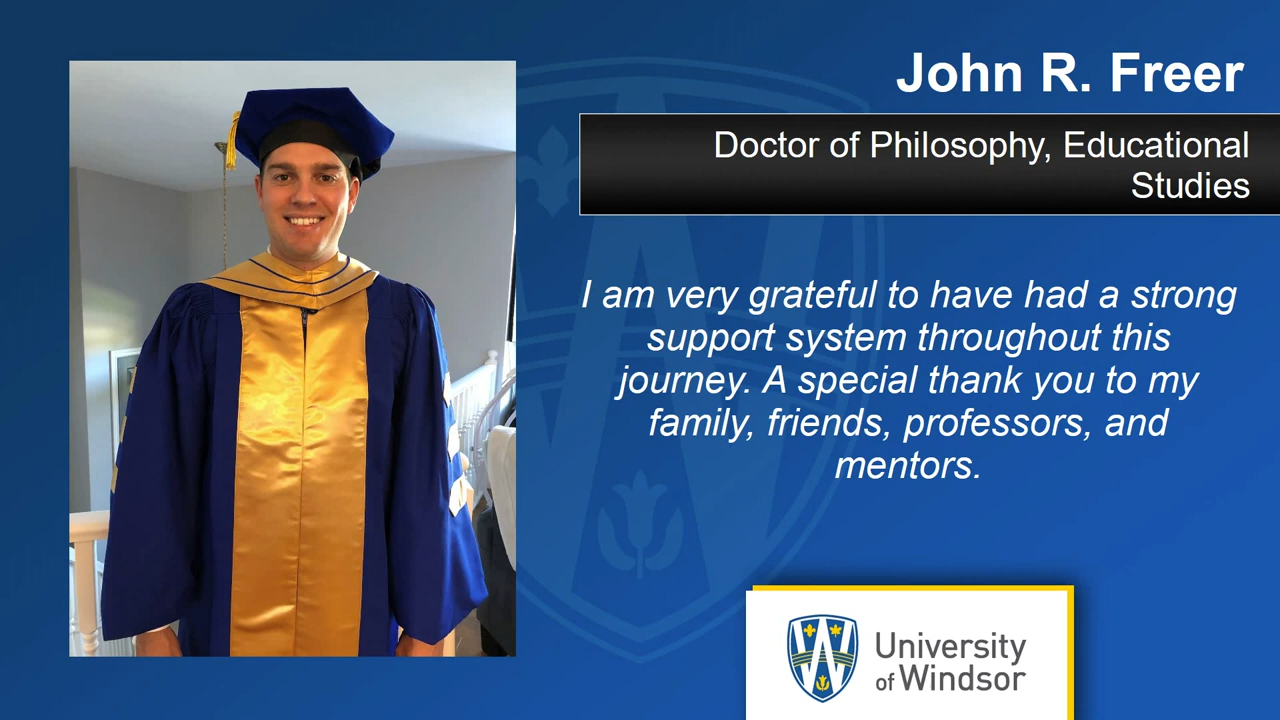 John R. Freer
Doctor of Philosophy, Educational
Studies
I am very grateful to have had a strong
support system throughout this
journey. A special thank you to my
family, friends, professors, and
mentors.
University
of Windsor